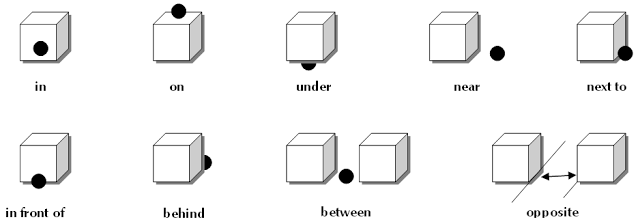 in on under near next to
in front of behind between opposite